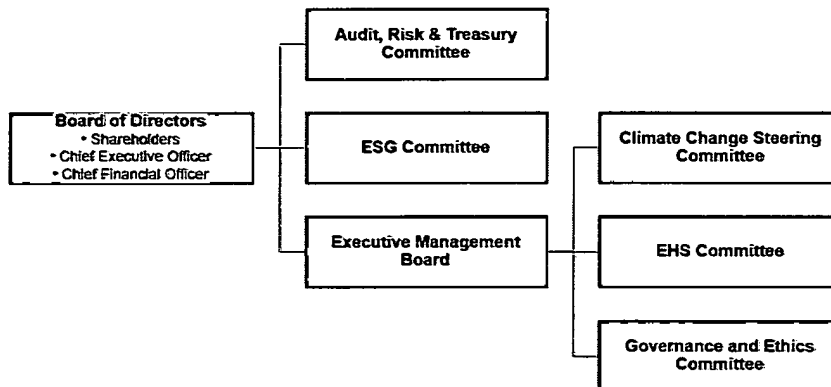 Audit, Risk & Treasury
Committee
Board of Directors
• Shareholders
• Chief Executive Officer
• Chief Financial Officer
ESG Committee
Climate Change Steering
Committee
Executive Management
Board
EHS Committee
Governance and Ethics
Committee